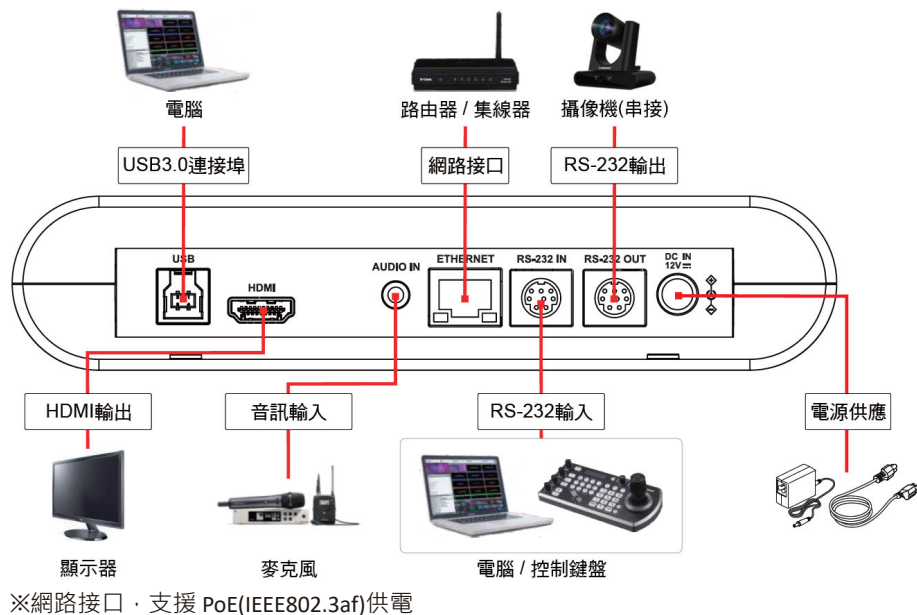 電腦
路由器 / 集線器
攝像機(串接)
USB3.0連接埠
網路接口
RS-232輸出
USB
HDMI
AUDIO IN
ETHERNET
RS-232 IN
RS-232 OUT
DC IN
12V
HDMI輸出
音訊輸入
RS-232輸入
電源供應
顯示器
麥克風
電腦 / 控制鍵盤
※網路接口，支援 PoE(IEEE802.3af)供電